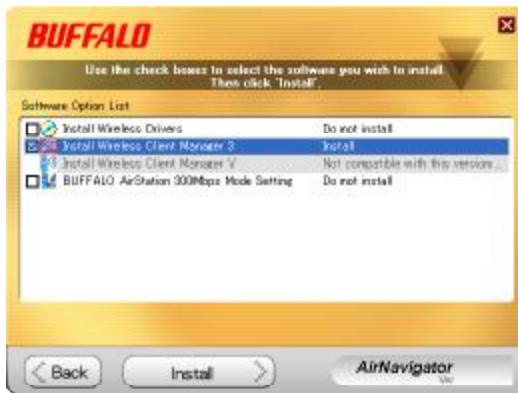 BUFFALO
Use the check boxes to select the software you wish to install.
Then click "Install".
Software Option List
Install Wireless Drivers Do not install
Install Wireless Client Manager 3 Install
Install Wireless Client Manager V Not compatible with this version...
BUFFALO AirStation 300Mbps Mode Setting Do not install
Back
Install
AirNavigator
Ver